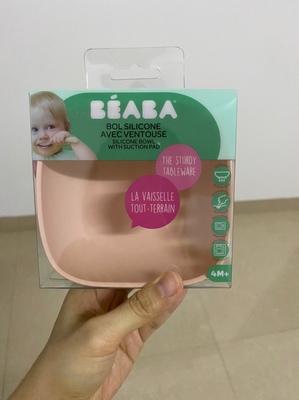 BÉABA
BOL SILICONE
AVEC VENTOUSE
SILICONE BOWL
WITH SUCTION PAD
THE STURDY
TABLEWARE
LA VAISSELLE
TOUT-TERRAIN
4M+